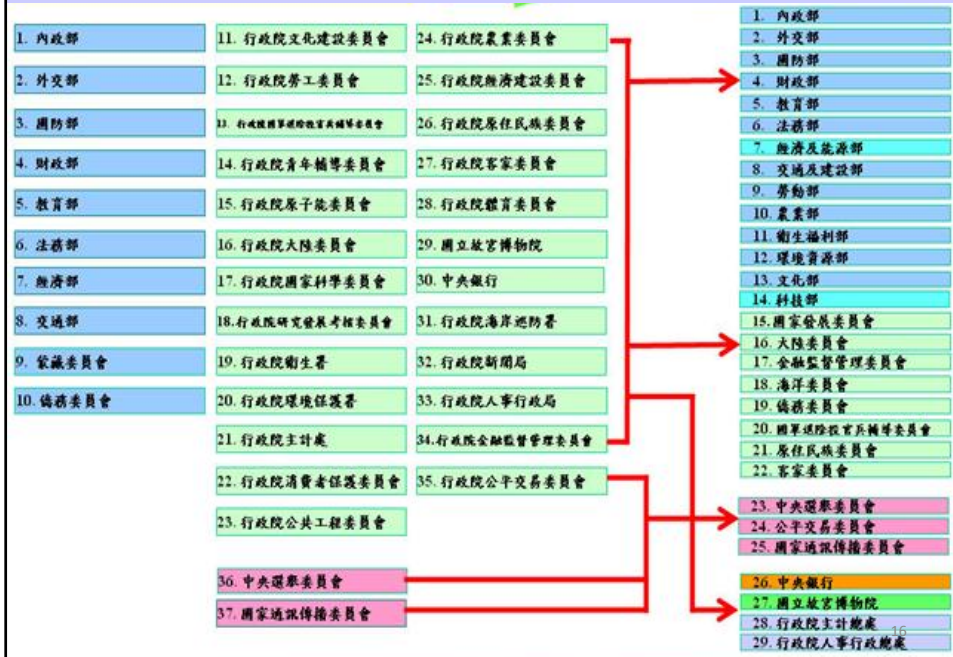 1. 內政部
2. 外交部
3. 國防部
4. 財政部
5. 教育部
6. 法務部
7. 經濟部
8. 交通部
9. 蒙藏委員會
10. 僑務委員會
11. 行政院文化建設委員會
12. 行政院勞工委員會
13. 行政院國軍退除役官兵輔導委員會
14. 行政院青年輔導委員會
15. 行政院原子能委員會
16. 行政院大陸委員會
17. 行政院國家科學委員會
18.行政院研究發展考核委員會
19. 行政院衛生署
20. 行政院環境保護署
21. 行政院主計處
22. 行政院消費者保護委員會
23. 行政院公共工程委員會
24. 行政院農業委員會
25. 行政院經濟建設委員會
26. 行政院原住民族委員會
27. 行政院客家委員會
28. 行政院體育委員會
29. 國立故宮博物院
30. 中央銀行
31. 行政院海岸巡防署
32. 行政院新聞局
33. 行政院人事行政局
34.行政院金融監督管理委員會
35. 行政院公平交易委員會
36. 中央選舉委員會
37. 國家通訊傳播委員會
1. 內政部
2. 外交部
3. 國防部
4. 財政部
5. 教育部
6. 法務部
7. 經濟及能源部
8. 交通及建設部
9. 勞動部
10. 農業部
11. 衛生福利部
12. 環境資源部
13. 文化部
14. 科技部
15.國家發展委員會
16. 大陸委員會
17. 金融監督管理委員會
18. 海洋委員會
19. 僑務委員會
20. 國軍退除役官兵輔導委員會
21. 原住民族委員會
22. 客家委員會
23. 中央選舉委員會
24. 公平交易委員會
25. 國家通訊傳播委員會
26. 中央銀行
27. 國立故宮博物院
28. 行政院主計總處
29. 行政院人事行政總處
16